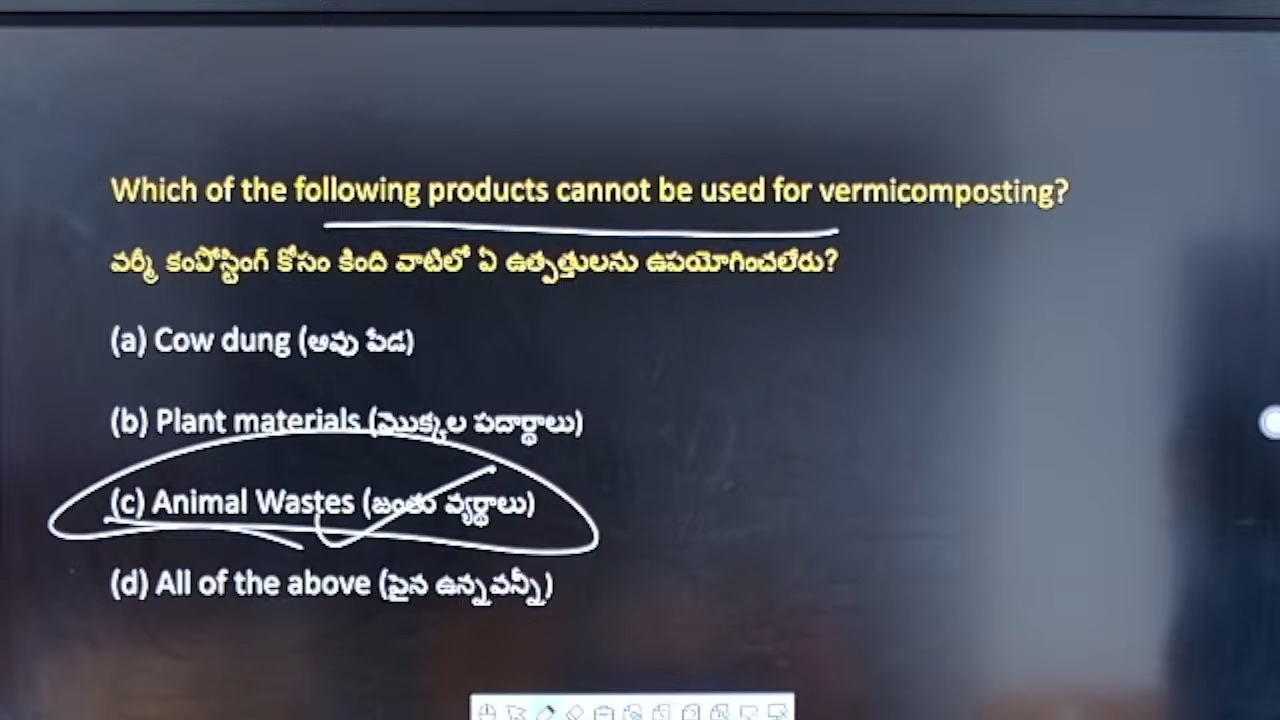 Which of the following products cannot be used for vermicomposting?
వర్మీ కంపోస్టింగ్ కోసం కింది వాటిలో ఏ ఉత్పత్తులను ఉపయోగించలేరు?
(a) Cow dung (ఆవు పేడ)
(b) Plant materials (మొక్కల పదార్థాలు)
(c) Animal Wastes (జంతు వ్యర్థాలు)
(d) All of the above (పైన ఉన్నవన్నీ)